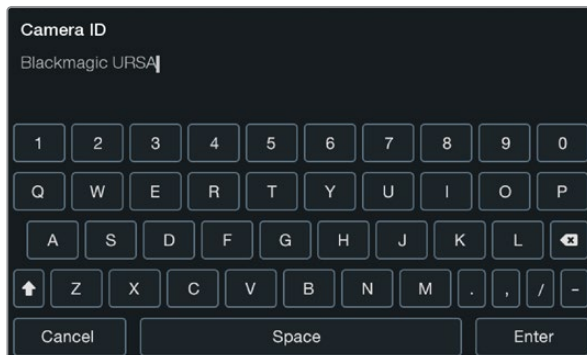 Camera ID
Blackmagic URSA
1 2 3 4 5 6 7 8 9 0
Q W E R T Y U I O P
A S D F G H J K L
Z X C V B N M . , / -
Cancel Space Enter